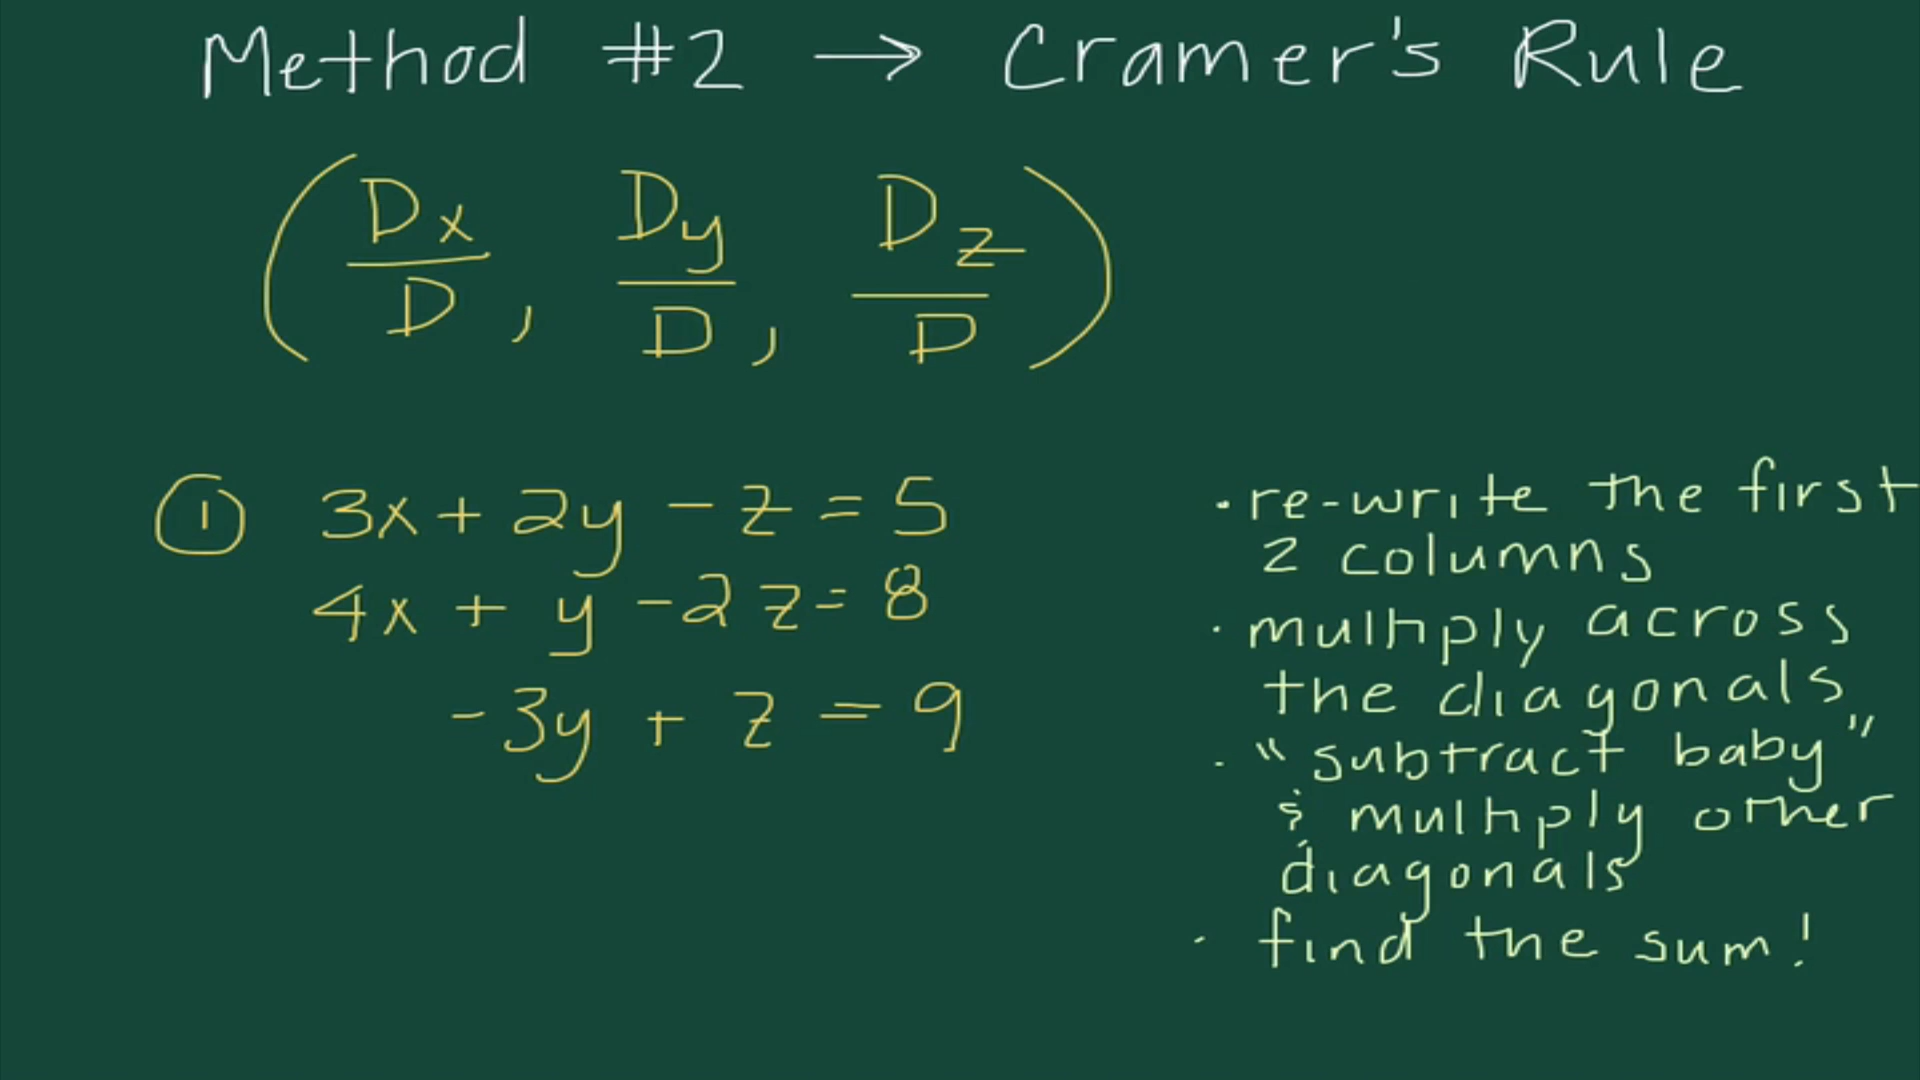 Method #2 → Cramer's Rule
(Dx/D, Dy/D, Dz/D)
① 3x + 2y - z = 5
4x + y - 2z = 8
-3y + z = 9
· re-write the first
2 columns
· multiply across
the diagonals
· "subtract baby"
& multiply other
diagonals
· find the sum!